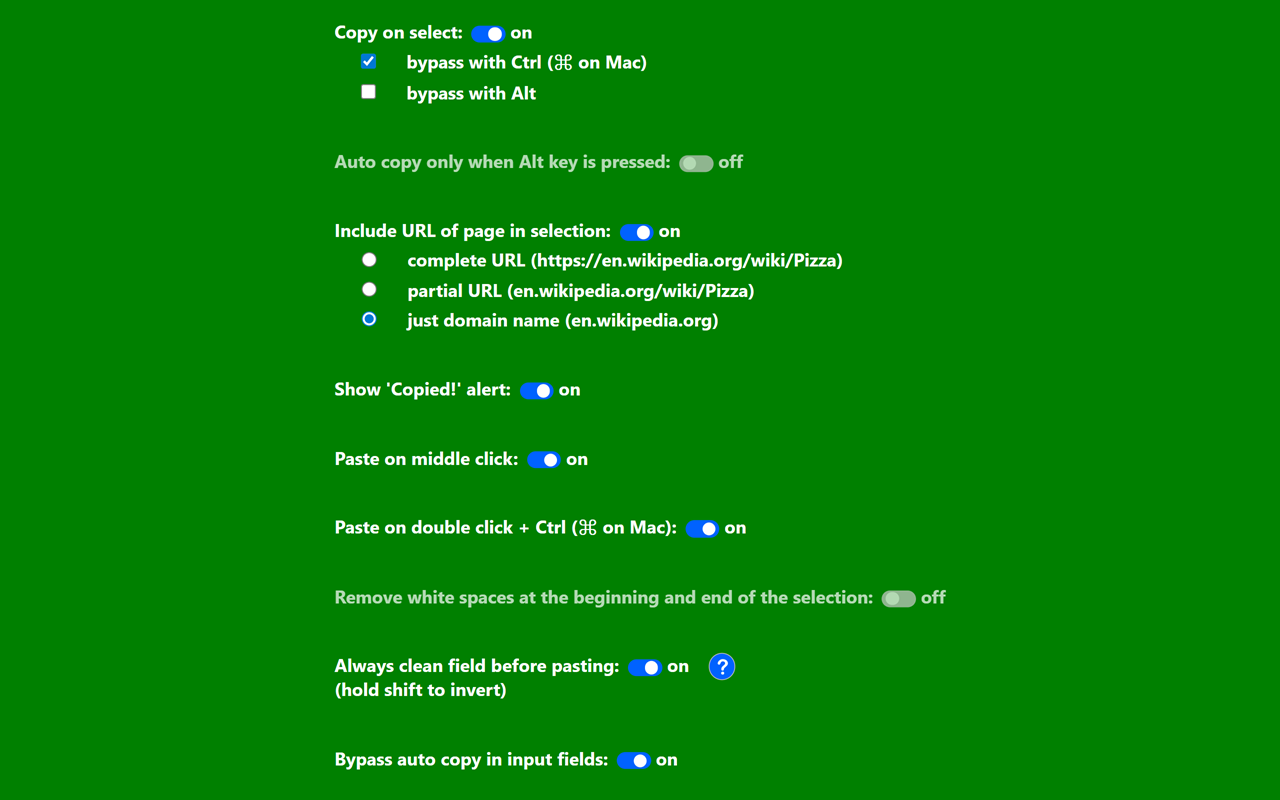 Copy on select: on
bypass with Ctrl (⌘ on Mac)
bypass with Alt
Auto copy only when Alt key is pressed: off
Include URL of page in selection: on
complete URL (https://en.wikipedia.org/wiki/Pizza)
partial URL (en.wikipedia.org/wiki/Pizza)
just domain name (en.wikipedia.org)
Show 'Copied!' alert: on
Paste on middle click: on
Paste on double click + Ctrl (⌘ on Mac): on
Remove white spaces at the beginning and end of the selection: off
Always clean field before pasting: on ?
(hold shift to invert)
Bypass auto copy in input fields: on